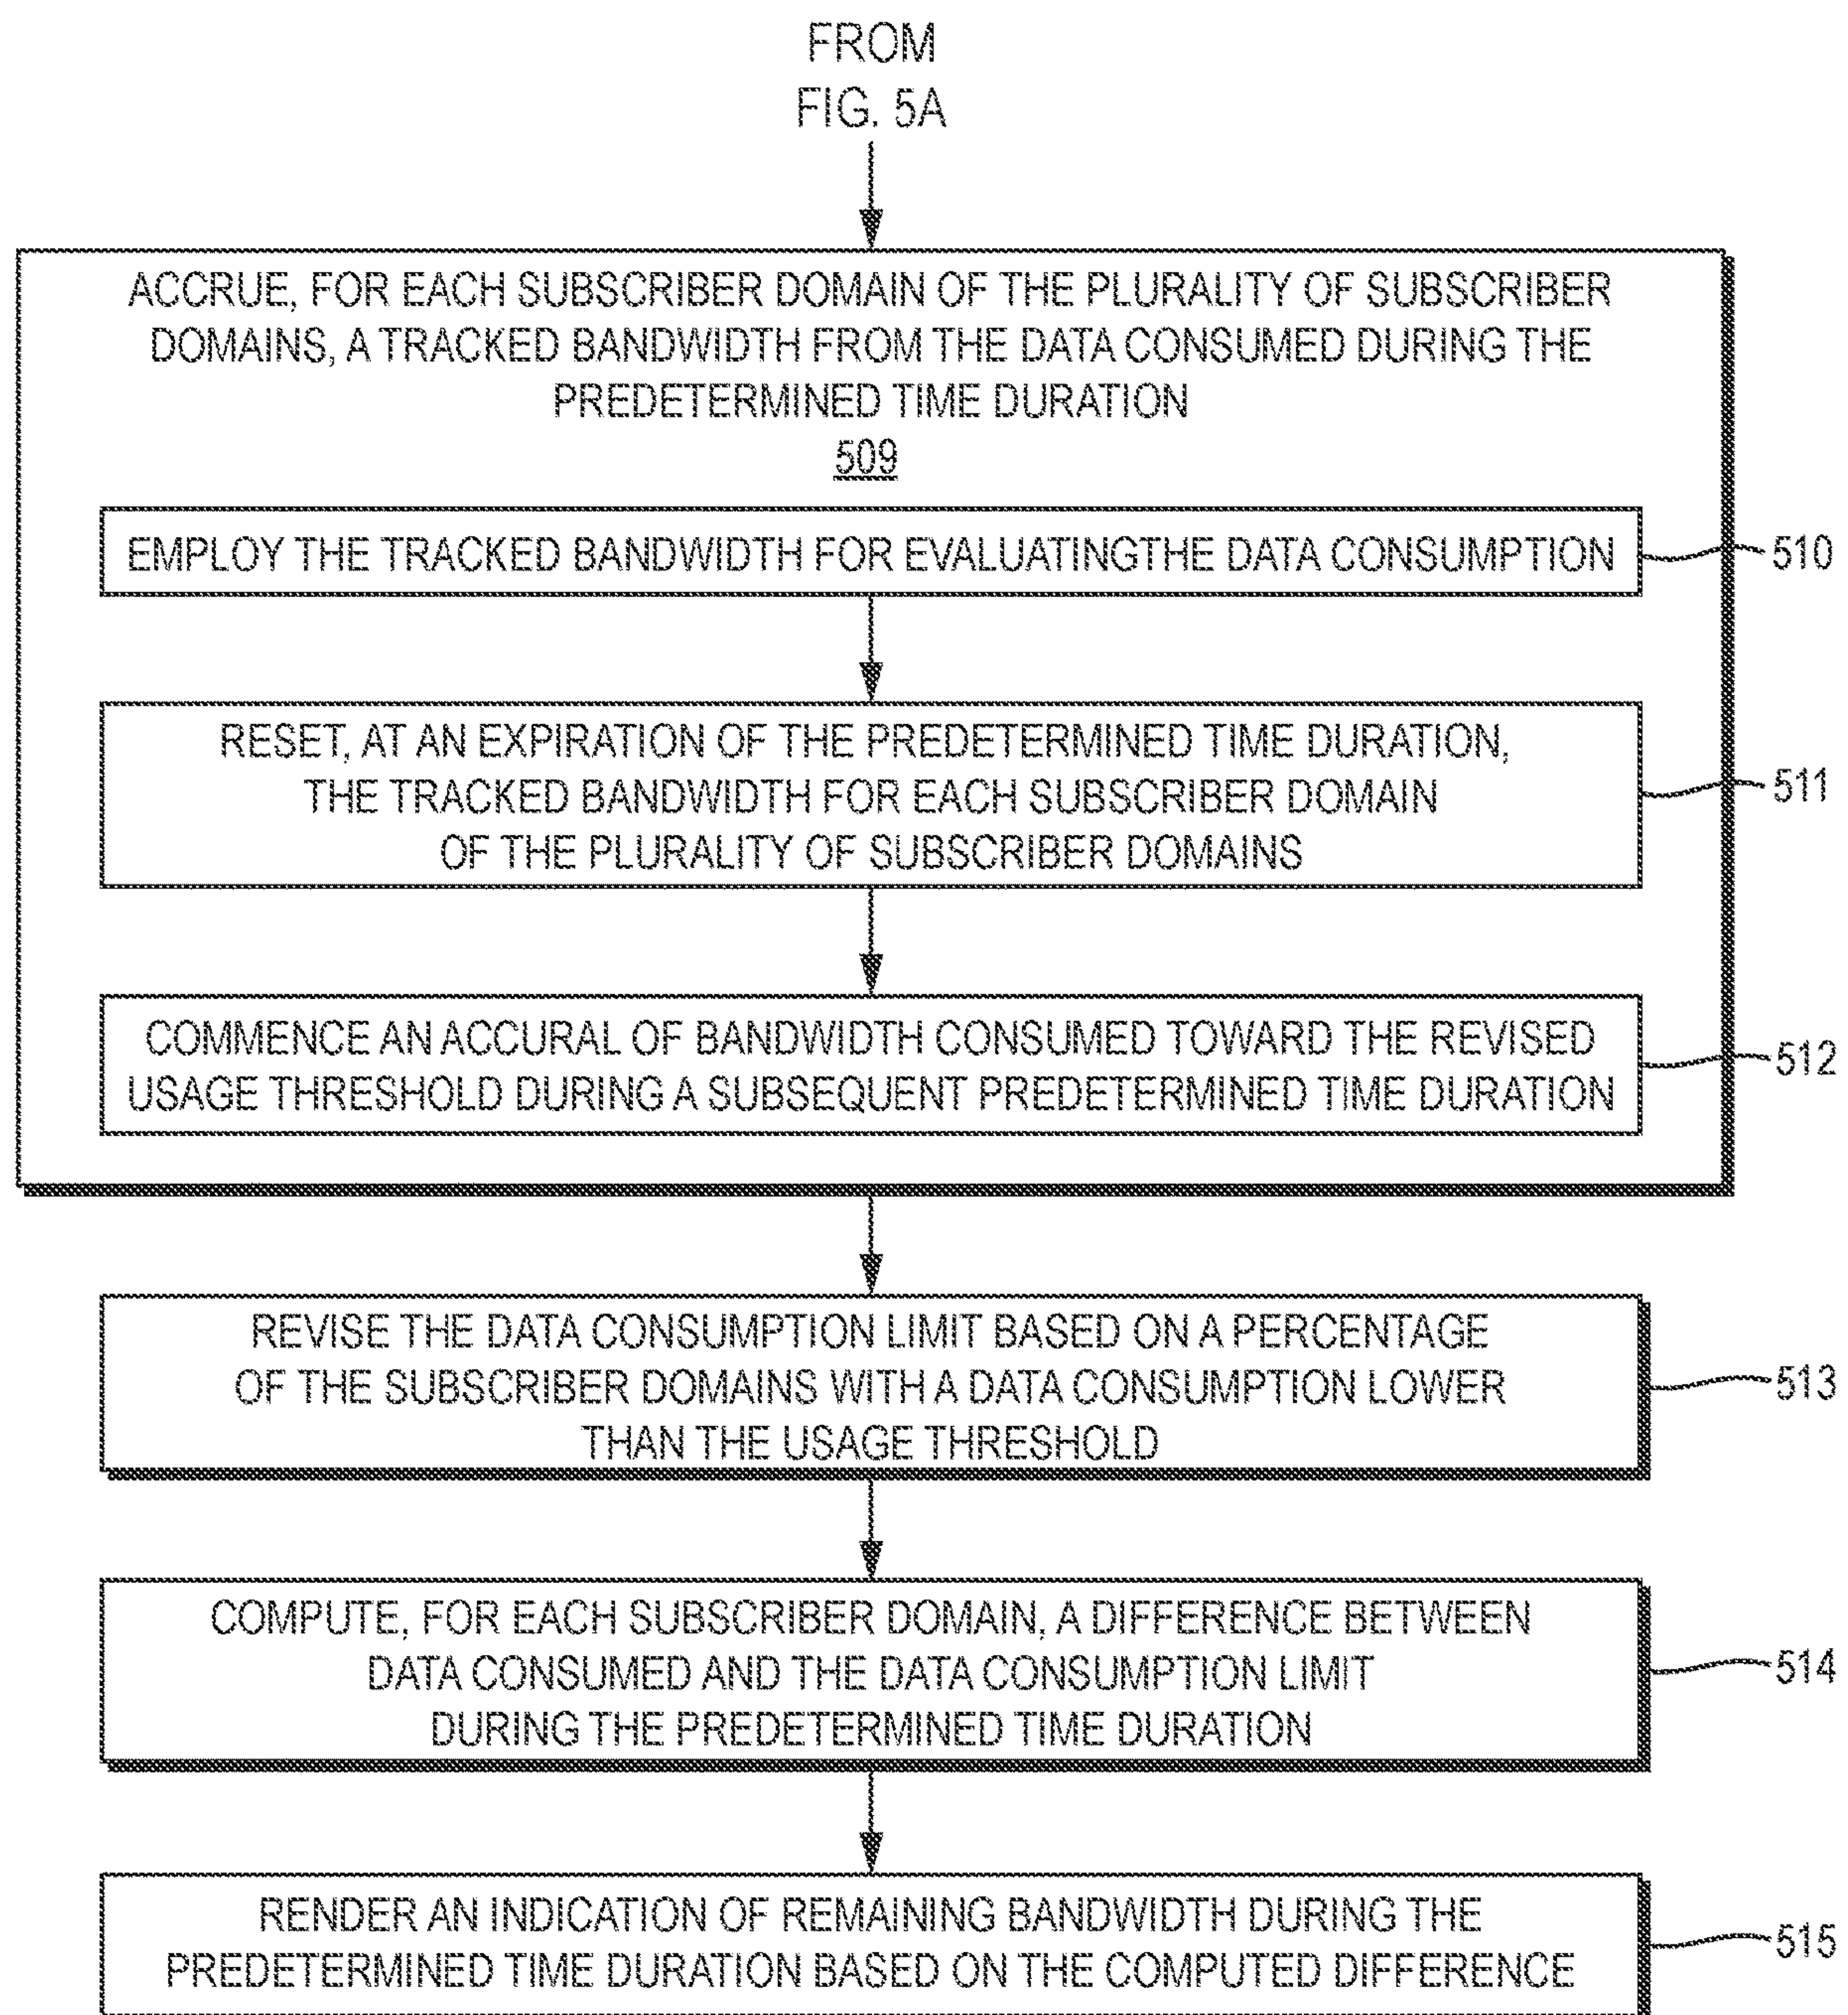 FROM
FIG. 5A
ACCRUE, FOR EACH SUBSCRIBER DOMAIN OF THE PLURALITY OF SUBSCRIBER
DOMAINS, A TRACKED BANDWIDTH FROM THE DATA CONSUMED DURING THE
PREDETERMINED TIME DURATION
509
EMPLOY THE TRACKED BANDWIDTH FOR EVALUATINGTHE DATA CONSUMPTION
510
RESET, AT AN EXPIRATION OF THE PREDETERMINED TIME DURATION,
THE TRACKED BANDWIDTH FOR EACH SUBSCRIBER DOMAIN
OF THE PLURALITY OF SUBSCRIBER DOMAINS
511
COMMENCE AN ACCURAL OF BANDWIDTH CONSUMED TOWARD THE REVISED
USAGE THRESHOLD DURING A SUBSEQUENT PREDETERMINED TIME DURATION
512
REVISE THE DATA CONSUMPTION LIMIT BASED ON A PERCENTAGE
OF THE SUBSCRIBER DOMAINS WITH A DATA CONSUMPTION LOWER
THAN THE USAGE THRESHOLD
513
COMPUTE, FOR EACH SUBSCRIBER DOMAIN, A DIFFERENCE BETWEEN
DATA CONSUMED AND THE DATA CONSUMPTION LIMIT
DURING THE PREDETERMINED TIME DURATION
514
RENDER AN INDICATION OF REMAINING BANDWIDTH DURING THE
PREDETERMINED TIME DURATION BASED ON THE COMPUTED DIFFERENCE
515